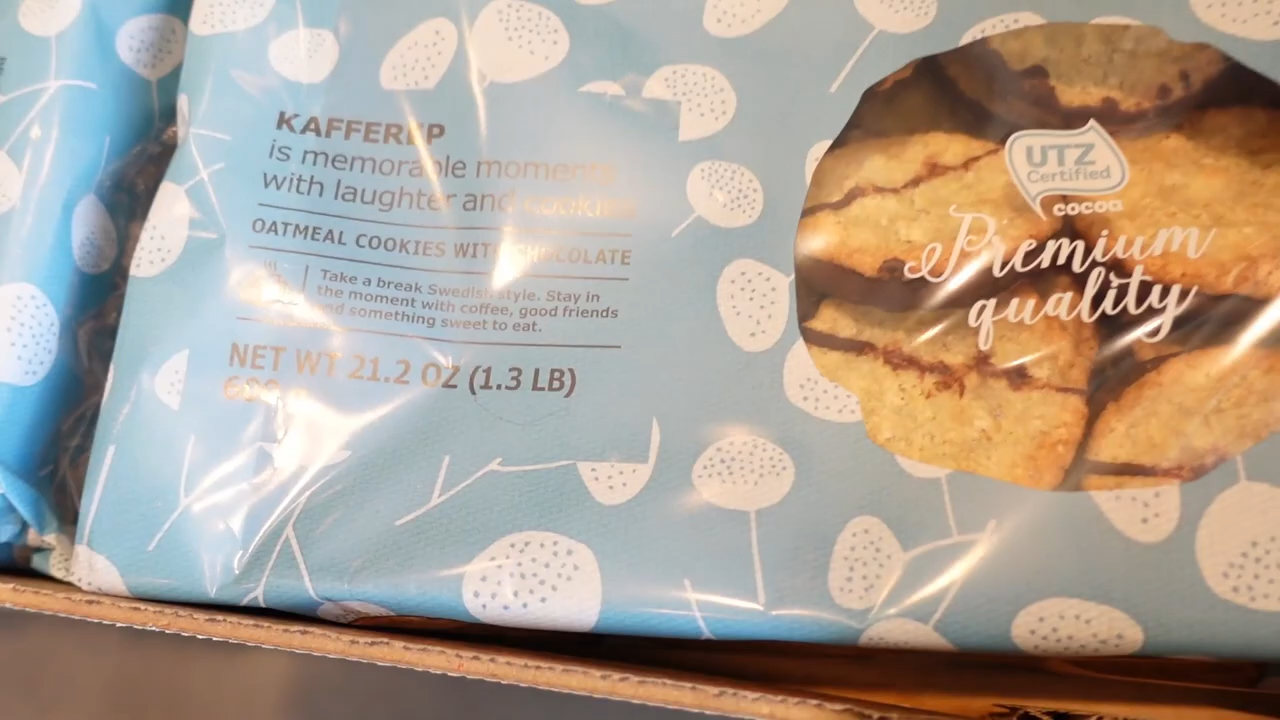 KAFFEREP
is memorable moments
with laughter and cookies
OATMEAL COOKIES WITH CHOCOLATE
Take a break Swedish style. Stay in
the moment with coffee, good friends
and something sweet to eat.
NET WT 21.2 OZ (1.3 LB)
600 g
UTZ
Certified
cocoa
Premium
quality